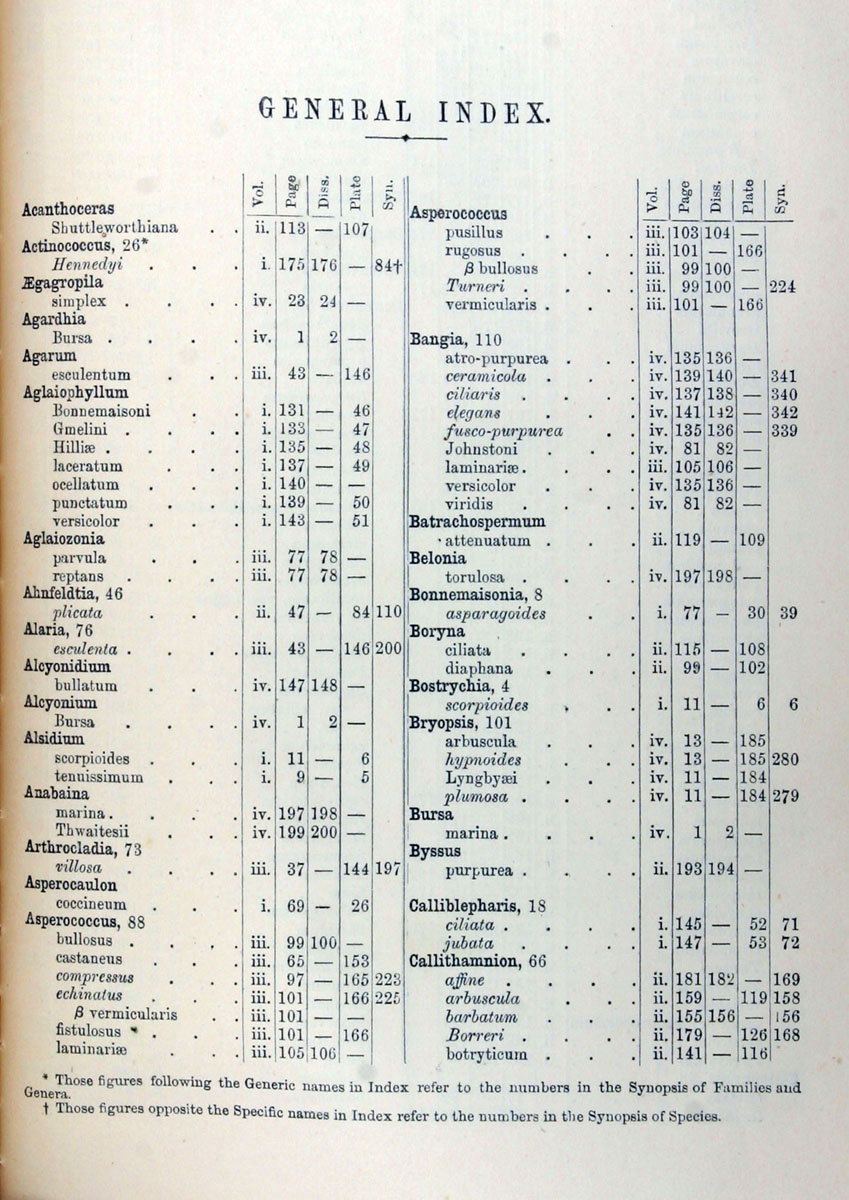 GENERAL INDEX.
Vol. Page Diss. Plate Syn.
Acanthoceras
Shuttleworthiana . . ii. 113 — 107
Actinococcus, 26*
Hennedyi . . . i. 175 176 — 84†
Ægagropila
simplex . . . . iv. 23 24 —
Agardhia
Bursa . . . . iv. 1 2 —
Agarum
esculentum . . . iii. 43 — 146
Aglaiophyllum
Bonnemaisoni . . i. 131 — 46
Gmelini . . . . i. 133 — 47
Hilliæ . . . . i. 135 — 48
laceratum . . . i. 137 — 49
ocellatum . . . i. 140 — —
punctatum . . . i. 139 — 50
versicolor . . . i. 143 — 51
Aglaiozonia
parvula . . . iii. 77 78 —
reptans . . . . iii. 77 78 —
Ahnfeldtia, 46
plicata . . . ii. 47 — 84 110
Alaria, 76
esculenta . . . . iii. 43 — 146 200
Alcyonidium
bullatum . . . iv. 147 148 —
Alcyonium
Bursa . . . . iv. 1 2 —
Alsidium
scorpioides . . . i. 11 — 6
tenuissimum . . . i. 9 — 5
Anabaina
marina . . . . iv. 197 198 —
Thwaitesii . . . iv. 199 200 —
Arthrocladia, 73
villosa . . . . iii. 37 — 144 197
Asperocaulon
coccineum . . . i. 69 — 26
Asperococcus, 88
bullosus . . . . iii. 99 100 —
castaneus . . . iii. 65 — 153
compressus . . iii. 97 — 165 223
echinatus . . . iii. 101 — 166 225
β vermicularis . . iii. 101 — —
fistulosus . . . iii. 101 — 166
laminariæ . . . iii. 105 106 —
Vol. Page Diss. Plate Syn.
Asperococcus
pusillus . . . iii. 103 104 —
rugosus . . . iii. 101 — 166
β bullosus . . iii. 99 100 —
Turneri . . . . iii. 99 100 — 224
vermicularis . . . iii. 101 — 166
Bangia, 110
atro-purpurea . . . iv. 135 136 —
ceramicola . . . iv. 139 140 — 341
ciliaris . . . . iv. 137 138 — 340
elegans . . . iv. 141 142 — 342
fusco-purpurea . . iv. 135 136 — 339
Johnstoni . . . iv. 81 82 —
laminariæ . . . . iii. 105 106 —
versicolor . . . iv. 135 136 —
viridis . . . . iv. 81 82 —
Batrachospermum
attenuatum . . . ii. 119 — 109
Belonia
torulosa . . . . iv. 197 198 —
Bonnemaisonia, 8
asparagoides . . i. 77 — 30 39
Boryna
ciliata . . . . ii. 115 — 108
diaphana . . . ii. 99 — 102
Bostrychia, 4
scorpioides . . . i. 11 — 6 6
Bryopsis, 101
arbuscula . . . iv. 13 — 185
hypnoides . . . iv. 13 — 185 280
Lyngbyæi . . . iv. 11 — 184
plumosa . . . . iv. 11 — 184 279
Bursa
marina . . . . iv. 1 2 —
Byssus
purpurea . . . . ii. 193 194 —
Calliblepharis, 18
ciliata . . . . i. 145 — 52 71
jubata . . . . i. 147 — 53 72
Callithamnion, 66
affine . . . . ii. 181 182 — 169
arbuscula . . . ii. 159 — 119 158
barbatum . . . ii. 155 156 — 156
Borreri . . . . ii. 179 — 126 168
botryticum . . . ii. 141 — 116
* Those figures following the Generic names in Index refer to the numbers in the Synopsis of Families and
Genera.
† Those figures opposite the Specific names in Index refer to the numbers in the Synopsis of Species.